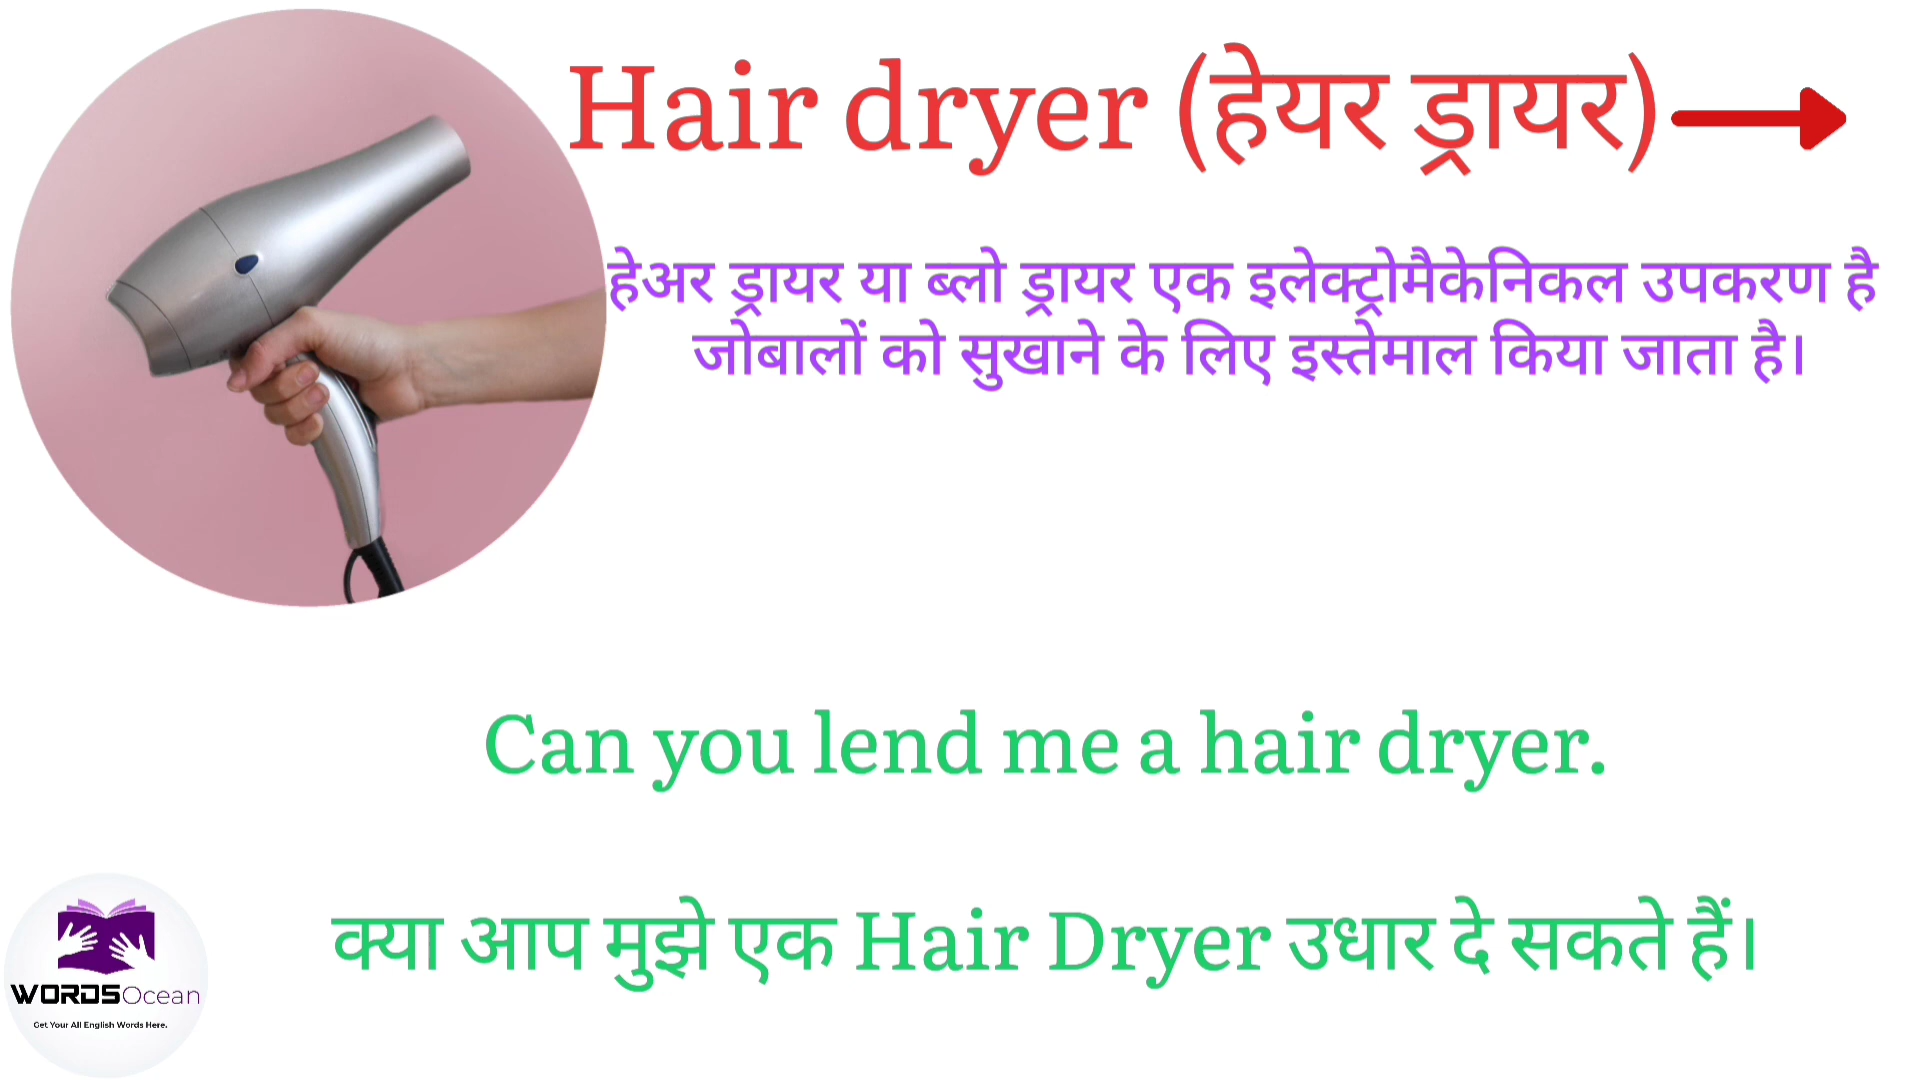 Hair dryer (हेयर ड्रायर)
हेअर ड्रायर या ब्लो ड्रायर एक इलेक्ट्रोमैकेनिकल उपकरण है
जोबालों को सुखाने के लिए इस्तेमाल किया जाता है।
Can you lend me a hair dryer.
क्या आप मुझे एक Hair Dryer उधार दे सकते हैं।
WORDSOcean
Get Your All English Words Here.